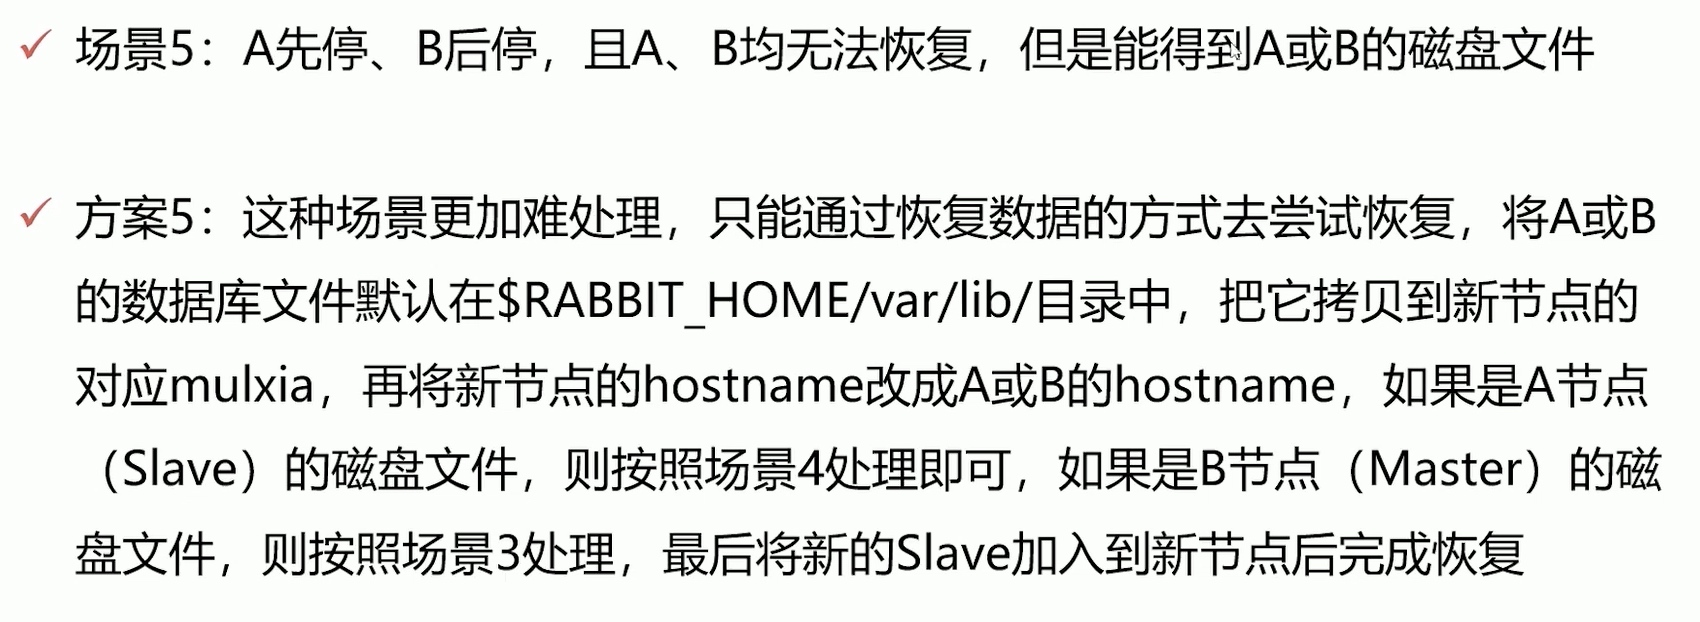 场景5：A先停、B后停，且A、B均无法恢复，但是能得到A或B的磁盘文件
方案5：这种场景更加难处理，只能通过恢复数据的方式去尝试恢复，将A或B
的数据库文件默认在$RABBIT_HOME/var/lib/目录中，把它拷贝到新节点的
对应mulxia，再将新节点的hostname改成A或B的hostname，如果是A节点
（Slave）的磁盘文件，则按照场景4处理即可，如果是B节点（Master）的磁
盘文件，则按照场景3处理，最后将新的Slave加入到新节点后完成恢复